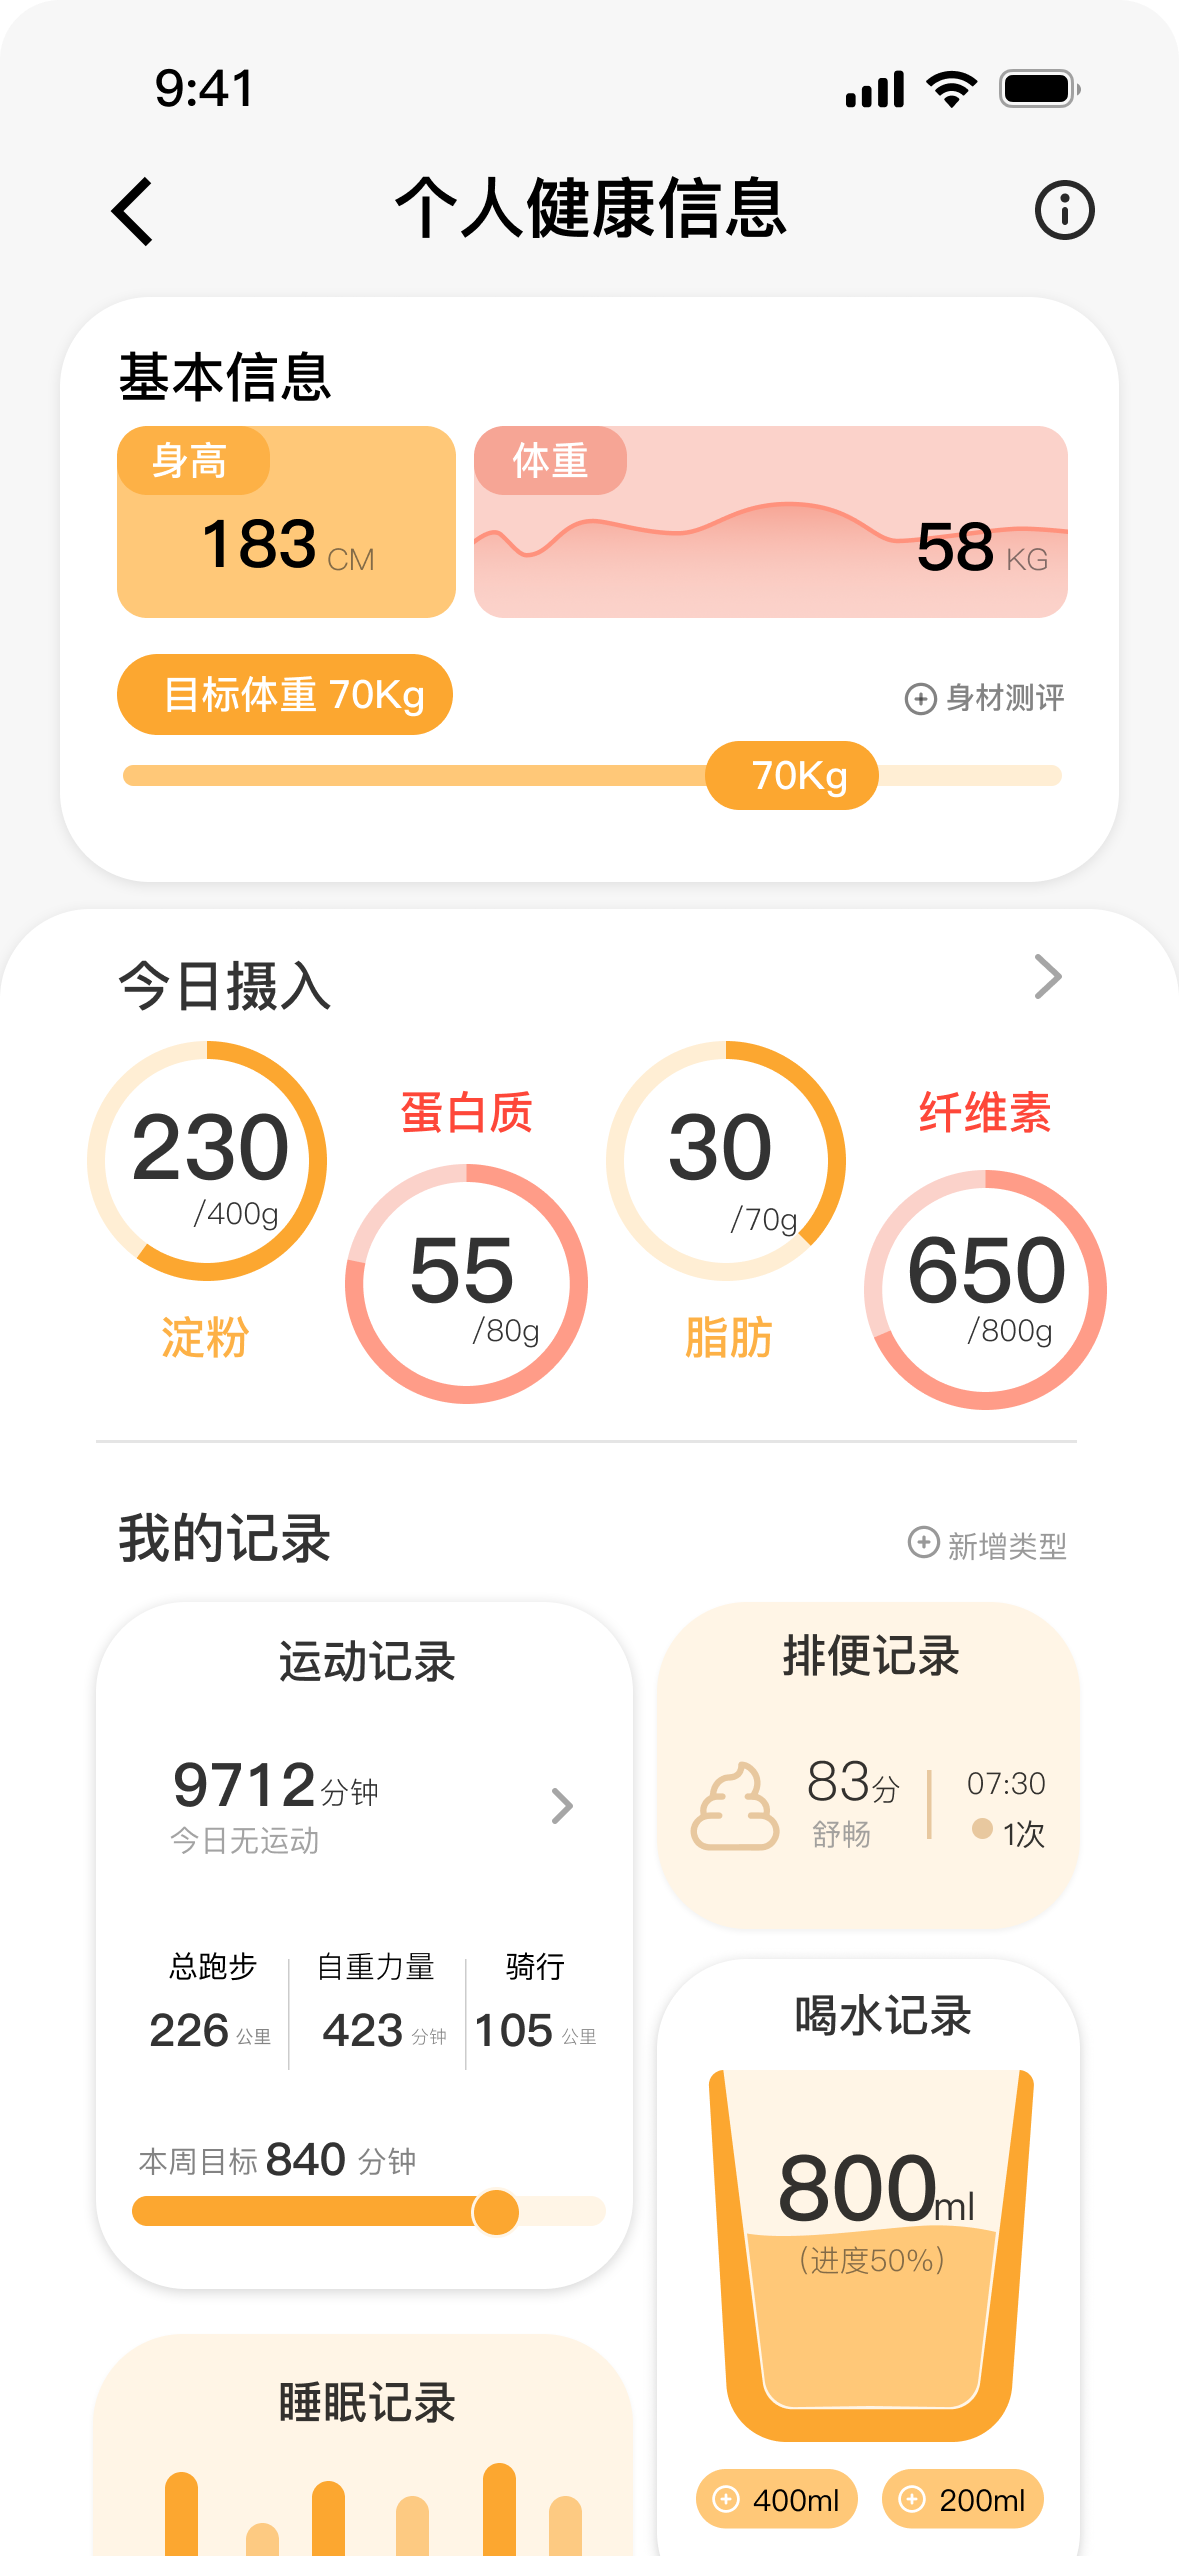 9:41
个人健康信息
基本信息
身高
183 CM
体重
58 KG
目标体重 70Kg
身材测评
70Kg
今日摄入
230
/400g
淀粉
蛋白质
55
/80g
30
/70g
脂肪
纤维素
650
/800g
我的记录
新增类型
运动记录
9712分钟
今日无运动
总跑步
226 公里
自重力量
423 分钟
骑行
105 公里
本周目标 840 分钟
排便记录
83分
舒畅
07:30
1次
喝水记录
800ml
（进度50%）
400ml
200ml
睡眠记录